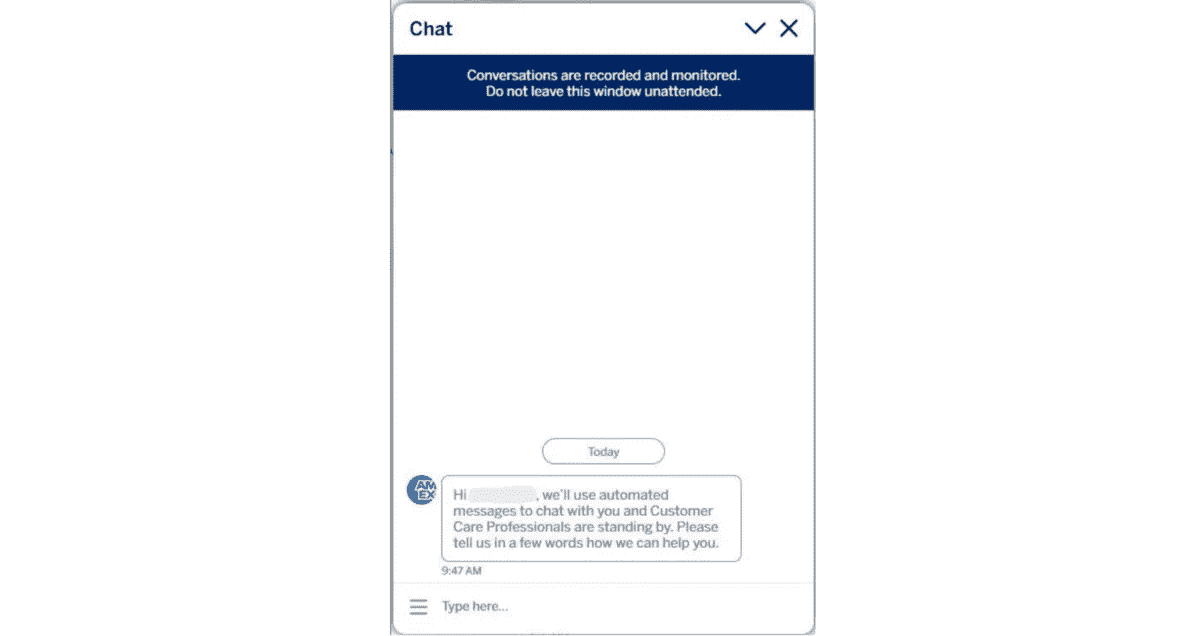 Chat
Conversations are recorded and monitored.
Do not leave this window unattended.
Today
AM
EX
Hi , we'll use automated
messages to chat with you and Customer
Care Professionals are standing by. Please
tell us in a few words how we can help you.
9:47 AM
Type here...